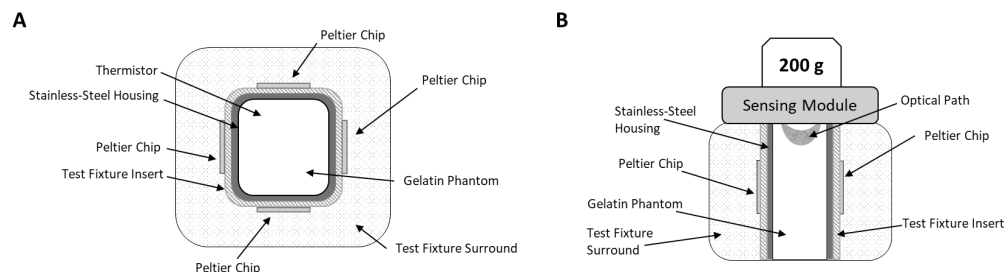 A
Peltier Chip
Thermistor
Peltier Chip
Stainless-Steel Housing
Peltier Chip
Test Fixture Insert
Gelatin Phantom
Test Fixture Surround
Peltier Chip
B
200 g
Sensing Module
Optical Path
Stainless-Steel
Housing
Peltier Chip
Peltier Chip
Gelatin Phantom
Test Fixture
Surround
Test Fixture Insert